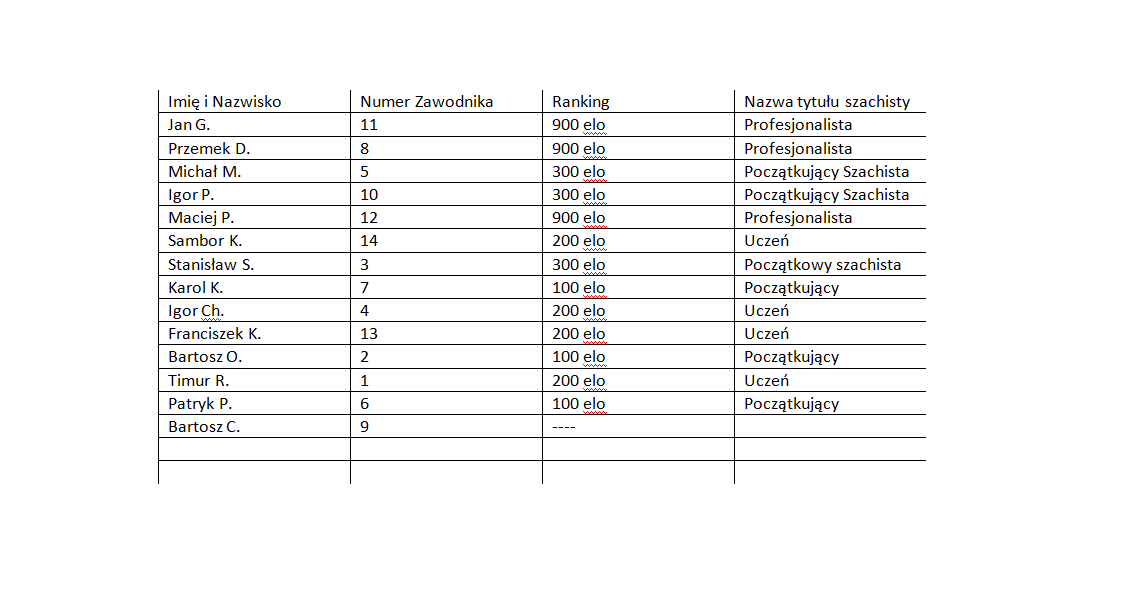 Imię i Nazwisko Numer Zawodnika Ranking Nazwa tytułu szachisty
Jan G. 11 900 elo Profesjonalista
Przemek D. 8 900 elo Profesjonalista
Michał M. 5 300 elo Początkujący Szachista
Igor P. 10 300 elo Początkujący Szachista
Maciej P. 12 900 elo Profesjonalista
Sambor K. 14 200 elo Uczeń
Stanisław S. 3 300 elo Początkowy szachista
Karol K. 7 100 elo Początkujący
Igor Ch. 4 200 elo Uczeń
Franciszek K. 13 200 elo Uczeń
Bartosz O. 2 100 elo Początkujący
Timur R. 1 200 elo Uczeń
Patryk P. 6 100 elo Początkujący
Bartosz C. 9 ----